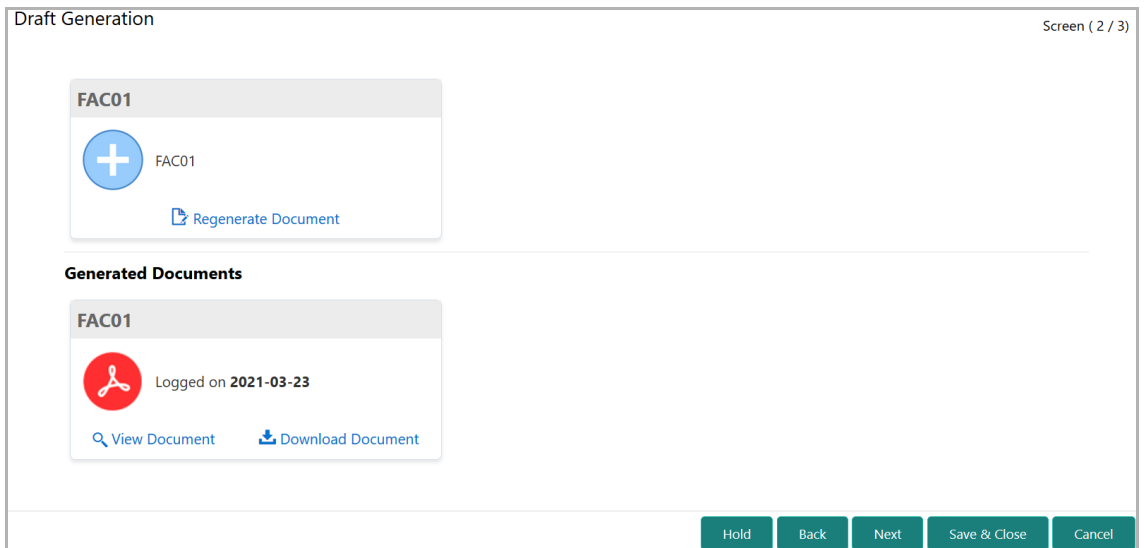 Draft Generation
Screen ( 2 / 3)
FAC01
FAC01
Regenerate Document
Generated Documents
FAC01
Logged on 2021-03-23
View Document Download Document
Hold Back Next Save & Close Cancel